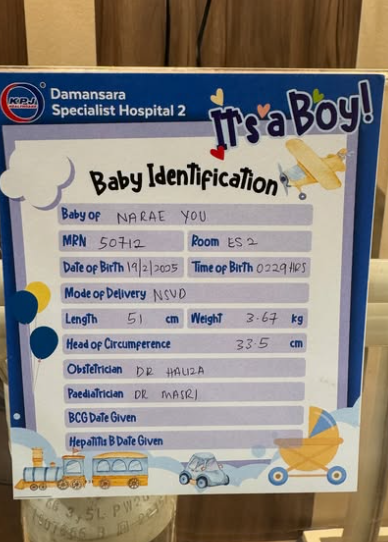 KPJ
Damansara
Specialist Hospital 2
It's a Boy!
Baby Identification
Baby of NARAE YOU
MRN 50712 Room ES 2
Date of Birth 19/2/2025 Time of Birth 0229 HRS
Mode of Delivery NSVD
Length 51 cm Weight 3.67 kg
Head of Circumference 33.5 cm
Obstetrician DR HALIZA
Paediatrician DR MASRI
BCG Date Given
Hepatitis B Date Given